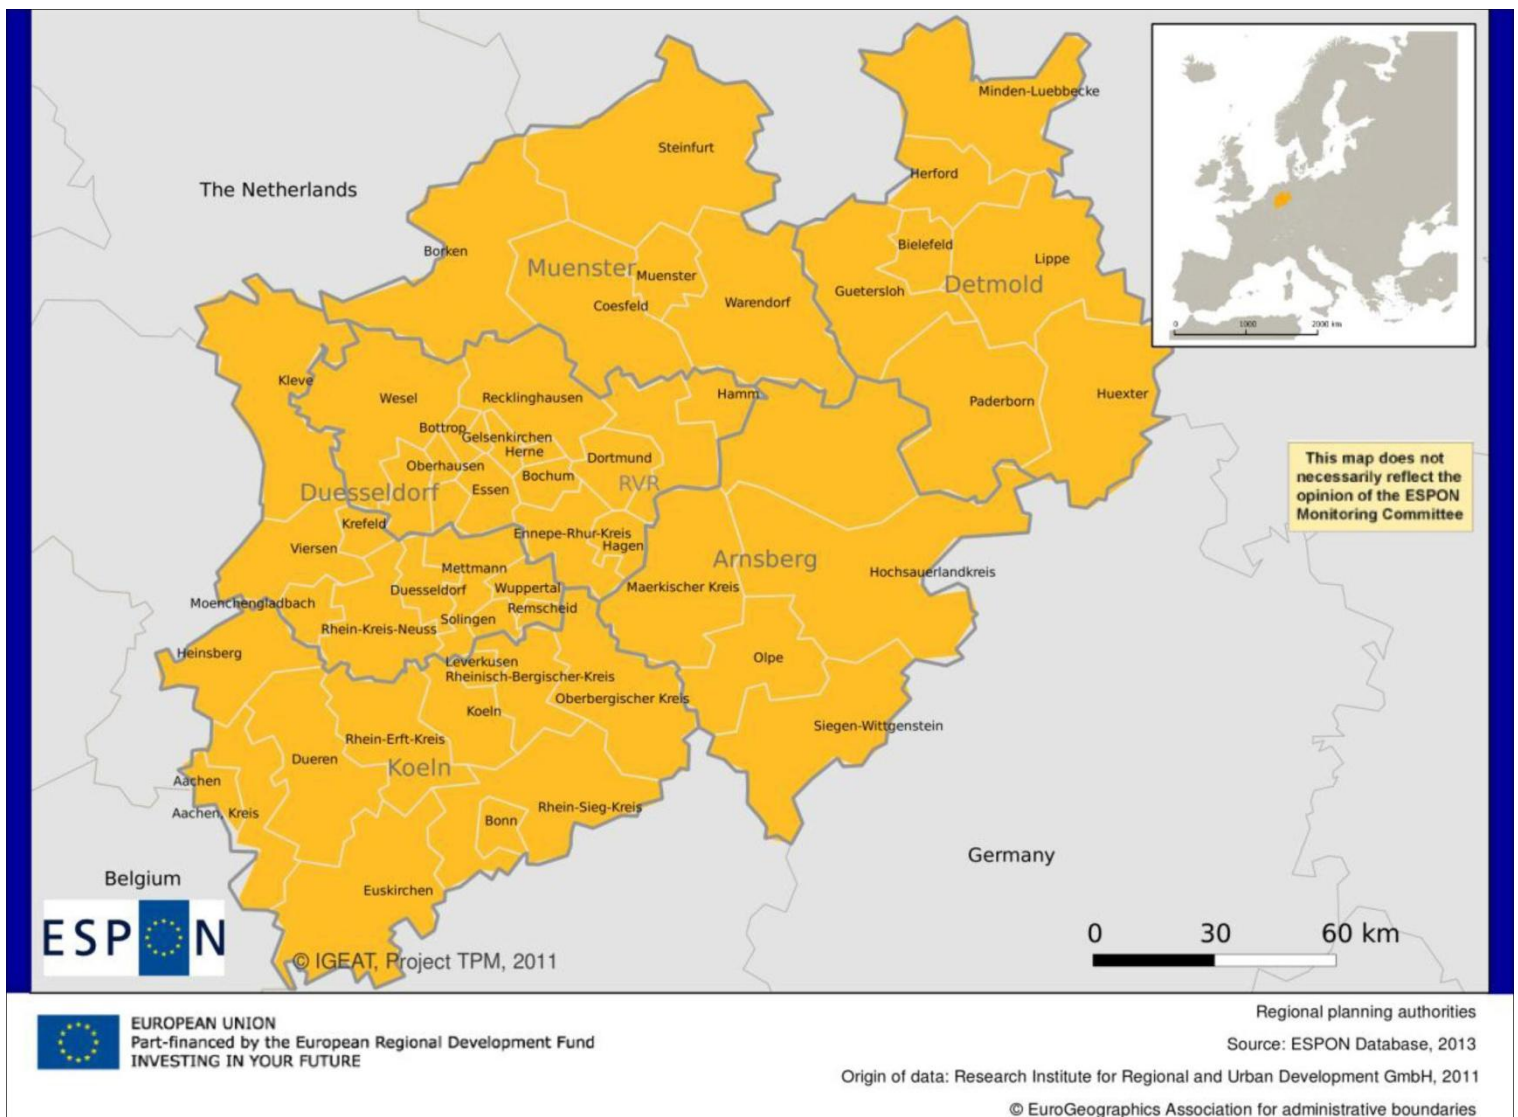 Minden-Luebbecke
Steinfurt
Herford
The Netherlands
Borken
Bielefeld
Lippe
Muenster
Muenster
Guetersloh
Detmold
Coesfeld
Warendorf
0 1000 2000 km
Kleve
Wesel
Recklinghausen
Hamm
Paderborn
Huexter
Bottrop
Gelsenkirchen
Herne
Dortmund
Oberhausen
Bochum
RVR
Essen
Duesseldorf
This map does not
necessarily reflect the
opinion of the ESPON
Monitoring Committee
Krefeld
Ennepe-Rhur-Kreis
Hagen
Viersen
Arnsberg
Mettmann
Hochsauerlandkreis
Duesseldorf
Wuppertal
Maerkischer Kreis
Moenchengladbach
Remscheid
Solingen
Rhein-Kreis-Neuss
Heinsberg
Leverkusen
Olpe
Rheinisch-Bergischer-Kreis
Oberbergischer Kreis
Koeln
Siegen-Wittgenstein
Rhein-Erft-Kreis
Dueren
Koeln
Aachen
Aachen, Kreis
Rhein-Sieg-Kreis
Bonn
Germany
Belgium
Euskirchen
ESPON
0 30 60 km
© IGEAT, Project TPM, 2011
EUROPEAN UNION
Part-financed by the European Regional Development Fund
INVESTING IN YOUR FUTURE
Regional planning authorities
Source: ESPON Database, 2013
Origin of data: Research Institute for Regional and Urban Development GmbH, 2011
© EuroGeographics Association for administrative boundaries